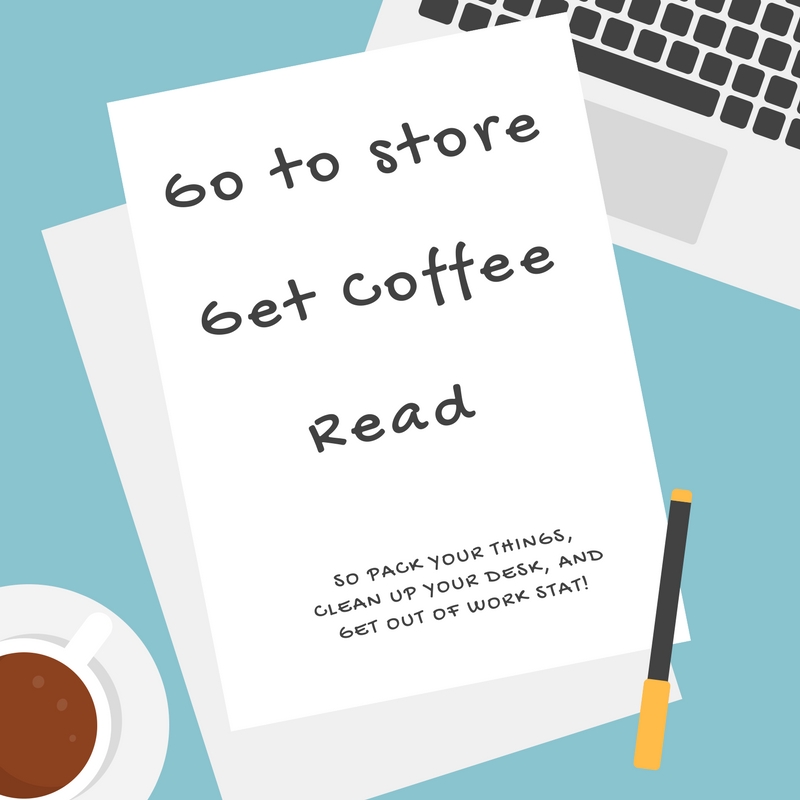 Go to store
Get Coffee
Read
SO PACK YOUR THINGS,
CLEAN UP YOUR DESK, AND
GET OUT OF WORK STAT!